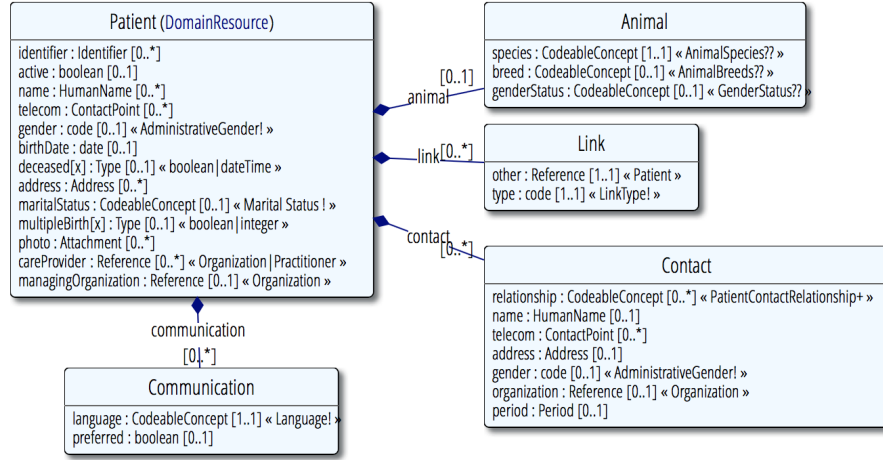 Patient (DomainResource)
identifier : Identifier [0..*]
active : boolean [0..1]
name : HumanName [0..*]
telecom : ContactPoint [0..*]
gender : code [0..1] « AdministrativeGender! »
birthDate : date [0..1]
deceased[x] : Type [0..1] « boolean|dateTime »
address : Address [0..*]
maritalStatus : CodeableConcept [0..1] « Marital Status ! »
multipleBirth[x] : Type [0..1] « boolean|integer »
photo : Attachment [0..*]
careProvider : Reference [0..*] « Organization|Practitioner »
managingOrganization : Reference [0..1] « Organization »
[0..1]
animal
Animal
species : CodeableConcept [1..1] « AnimalSpecies?? »
breed : CodeableConcept [0..1] « AnimalBreeds?? »
genderStatus : CodeableConcept [0..1] « GenderStatus?? »
link
[0..*]
Link
other : Reference [1..1] « Patient »
type : code [1..1] « LinkType! »
contact
[0..*]
Contact
relationship : CodeableConcept [0..*] « PatientContactRelationship+ »
name : HumanName [0..1]
telecom : ContactPoint [0..*]
address : Address [0..1]
gender : code [0..1] « AdministrativeGender! »
organization : Reference [0..1] « Organization »
period : Period [0..1]
communication
[0..*]
Communication
language : CodeableConcept [1..1] « Language! »
preferred : boolean [0..1]